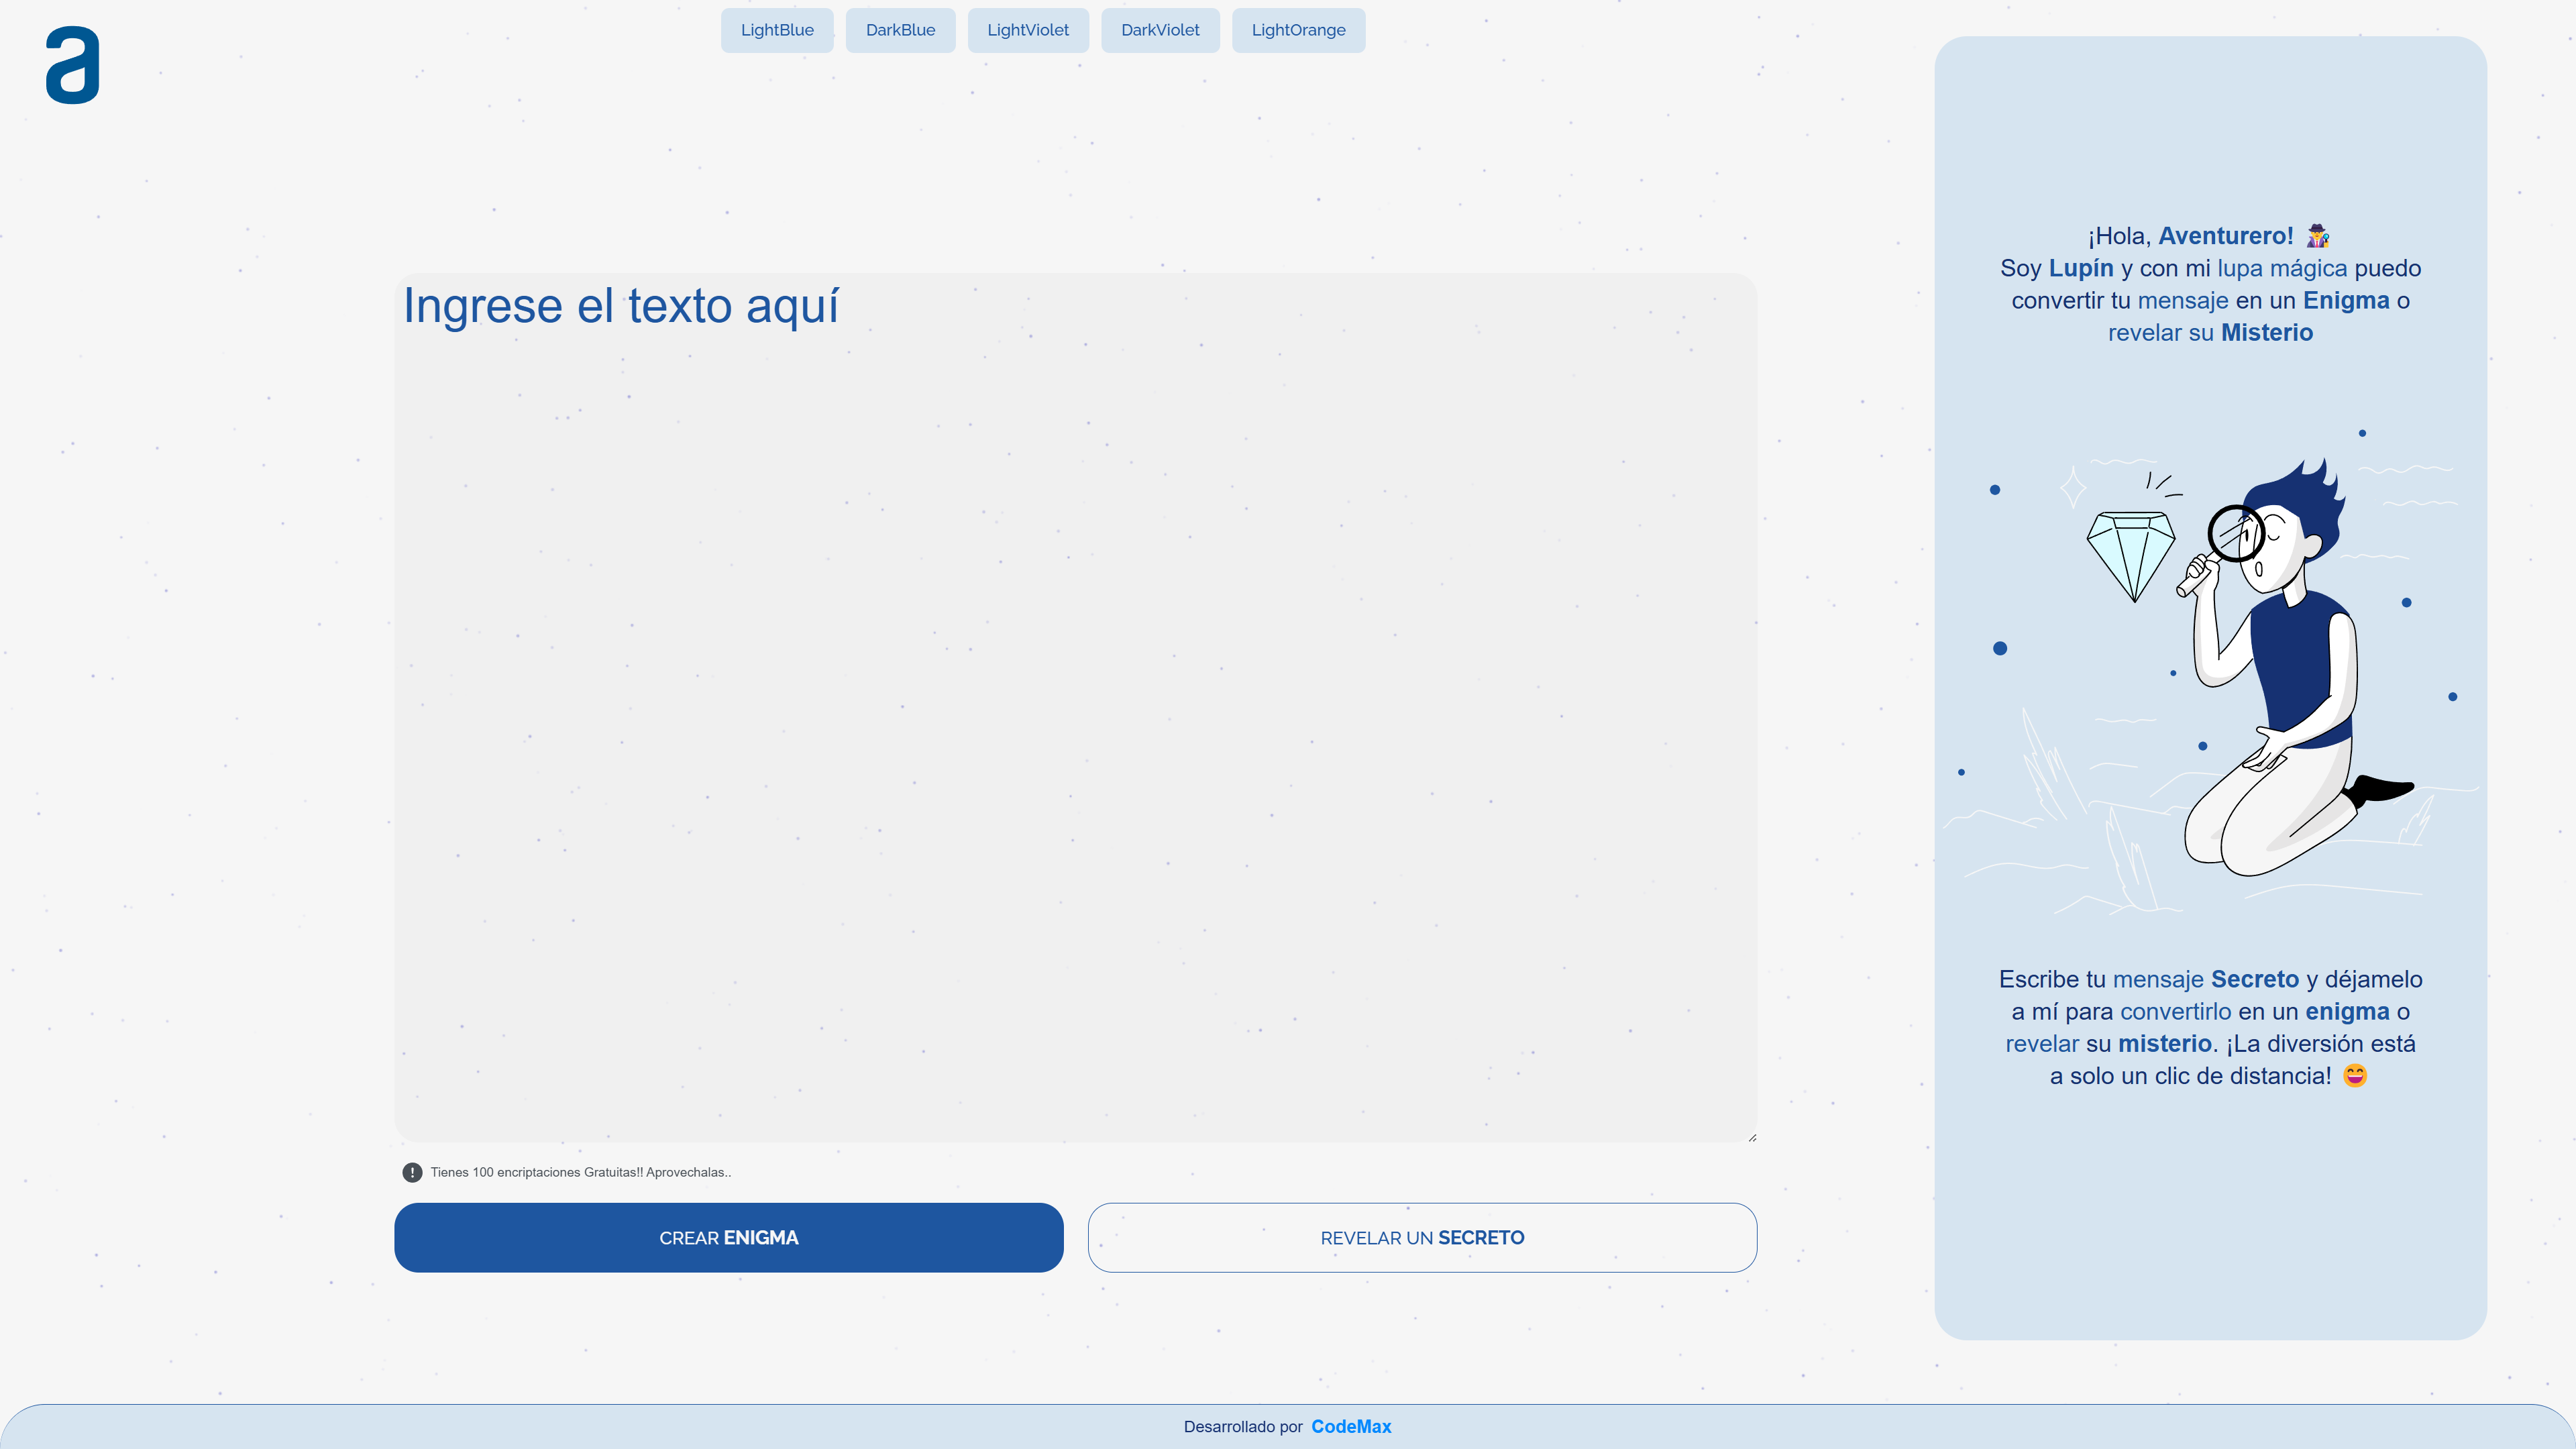 a
LightBlue
DarkBlue
LightViolet
DarkViolet
LightOrange
Ingrese el texto aquí
! Tienes 100 encriptaciones Gratuitas!! Aprovechalas..
CREAR ENIGMA
REVELAR UN SECRETO
¡Hola, Aventurero!
Soy Lupín y con mi lupa mágica puedo
convertir tu mensaje en un Enigma o
revelar su Misterio
Escribe tu mensaje Secreto y déjamelo
a mí para convertirlo en un enigma o
revelar su misterio. ¡La diversión está
a solo un clic de distancia!
Desarrollado por CodeMax